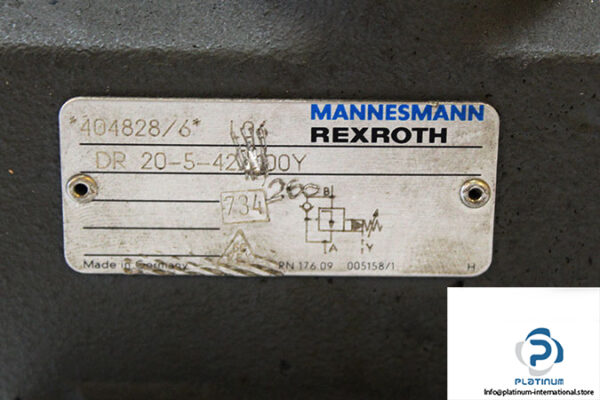 MANNESMANN
REXROTH
*404828/6*
DR 20-5-42 00Y
200
734
B
A Y
Made in Germany RN 176.09 005158/1 H
PLATINUM
Info@platinum-international.store